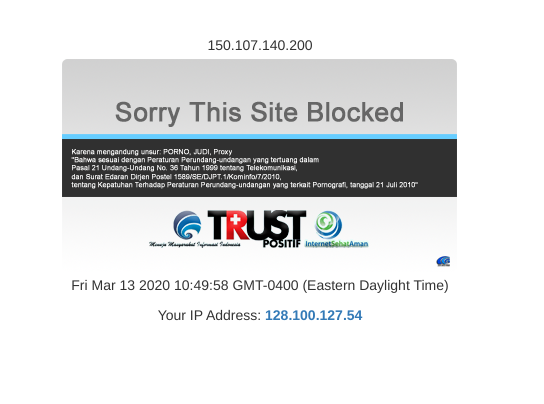 150.107.140.200
Sorry This Site Blocked
Karena mengandung unsur: PORNO, JUDI, Proxy
"Bahwa sesuai dengan Peraturan Perundang-undangan yang tertuang dalam
Pasal 21 Undang-Undang No. 36 Tahun 1999 tentang Telekomunikasi,
dan Surat Edaran Dirjen Postel 1589/SE/DJPT.1/Kominfo/7/2010,
tentang Kepatuhan Terhadap Peraturan Perundang-undangan yang terkait Pornografi, tanggal 21 Juli 2010"
TRUST
POSITIF
Menuju Masyarakat Informasi Indonesia
InternetSehatAman
Fri Mar 13 2020 10:49:58 GMT-0400 (Eastern Daylight Time)
Your IP Address: 128.100.127.54